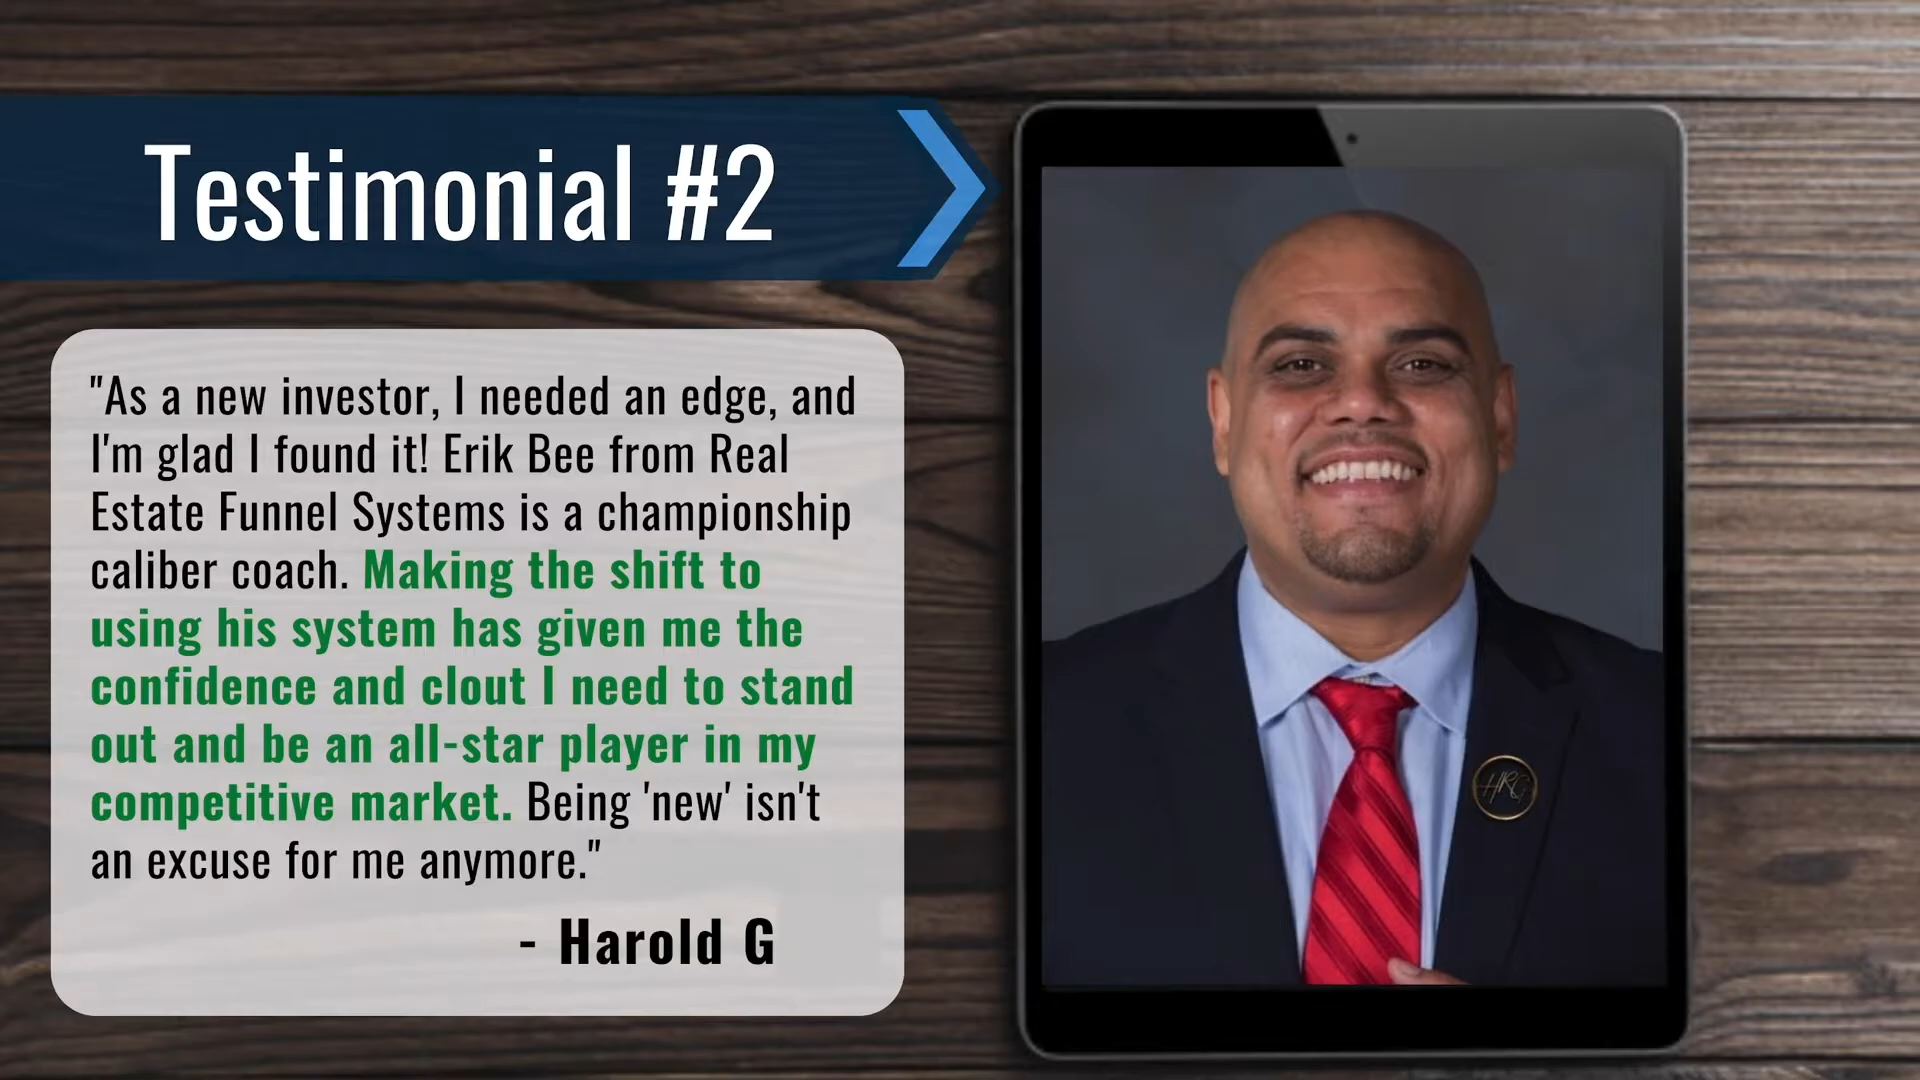 Testimonial #2
"As a new investor, I needed an edge, and
I'm glad I found it! Erik Bee from Real
Estate Funnel Systems is a championship
caliber coach. Making the shift to
using his system has given me the
confidence and clout I need to stand
out and be an all-star player in my
competitive market. Being 'new' isn't
an excuse for me anymore."
- Harold G
HRG